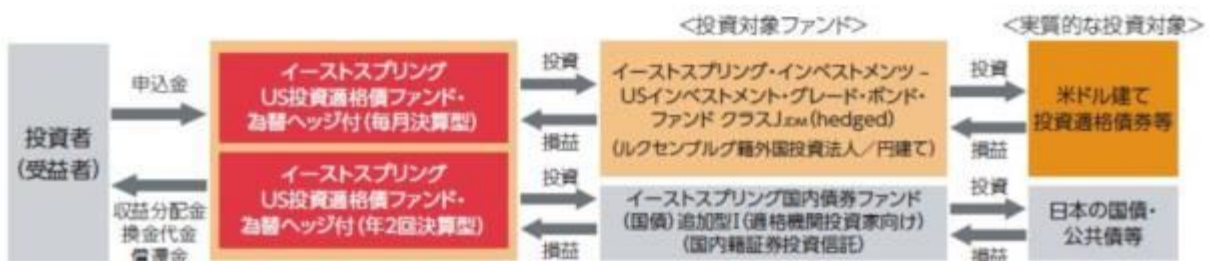 <投資対象ファンド>
<実質的な投資対象>
投資者
(受益者)
申込金
収益分配金
換金代金
償還金
イーストスプリング
US投資適格債ファンド・
為替ヘッジ付(毎月決算型)
イーストスプリング
US投資適格債ファンド・
為替ヘッジ付(年2回決算型)
投資
損益
投資
損益
イーストスプリング・インベストメンツ –
USインベストメント・グレード・ボンド・
ファンド クラスJDM(hedged)
(ルクセンブルグ籍外国投資法人/円建て)
イーストスプリング国内債券ファンド
(国債)追加型I(適格機関投資家向け)
(国内籍証券投資信託)
投資
損益
投資
損益
米ドル建て
投資適格債券等
日本の国債・
公共債等